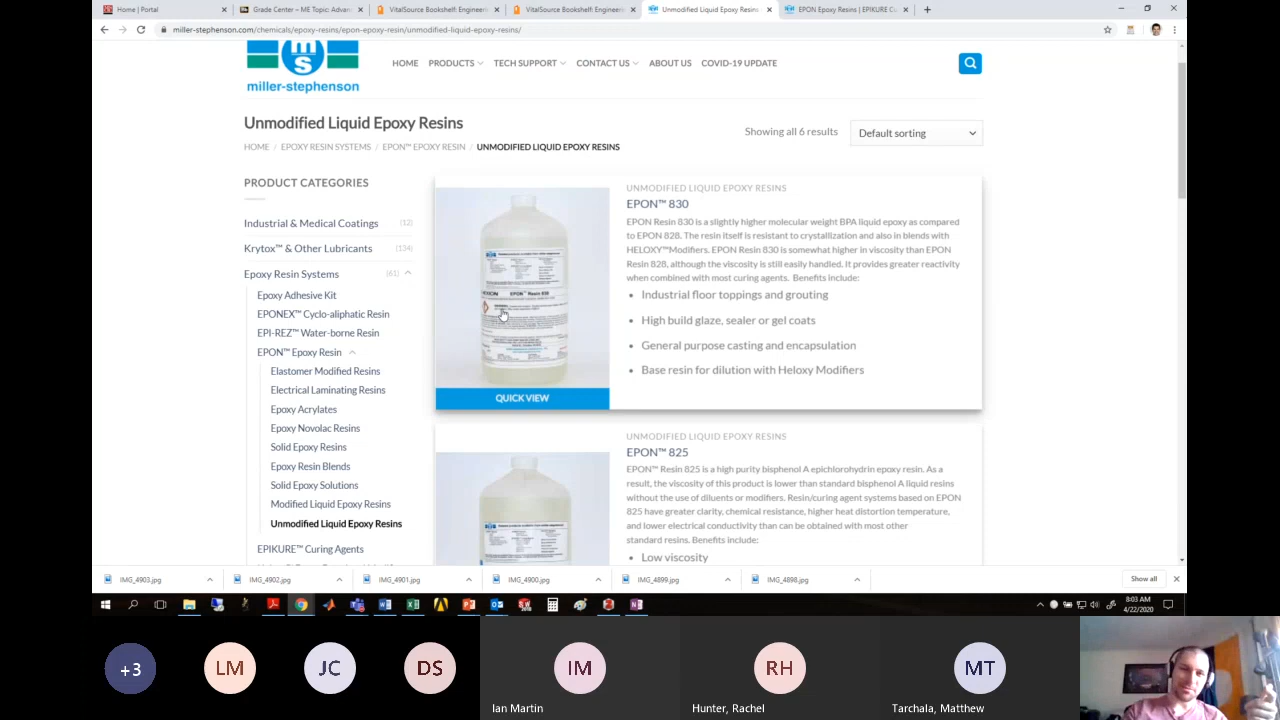 Home | Portal
Grade Center – ME Topic: Advan
VitalSource Bookshelf: Engineeri
VitalSource Bookshelf: Engineeri
Unmodified Liquid Epoxy Resins
EPON Epoxy Resins | EPIKURE Cu
miller-stephenson.com/chemicals/epoxy-resins/epon-epoxy-resin/unmodified-liquid-epoxy-resins/
ms
miller-stephenson
HOME PRODUCTS TECH SUPPORT CONTACT US ABOUT US COVID-19 UPDATE
Unmodified Liquid Epoxy Resins
Showing all 6 results
Default sorting
HOME / EPOXY RESIN SYSTEMS / EPON™ EPOXY RESIN / UNMODIFIED LIQUID EPOXY RESINS
PRODUCT CATEGORIES
Industrial & Medical Coatings (12)
Krytox™ & Other Lubricants (134)
Epoxy Resin Systems (61)
Epoxy Adhesive Kit
EPONEX™ Cyclo-aliphatic Resin
EPI-REZ™ Water-borne Resin
EPON™ Epoxy Resin
Elastomer Modified Resins
Electrical Laminating Resins
Epoxy Acrylates
Epoxy Novolac Resins
Solid Epoxy Resins
Epoxy Resin Blends
Solid Epoxy Solutions
Modified Liquid Epoxy Resins
Unmodified Liquid Epoxy Resins
EPIKURE™ Curing Agents
QUICK VIEW
UNMODIFIED LIQUID EPOXY RESINS
EPON™ 830
EPON Resin 830 is a slightly higher molecular weight BPA liquid epoxy as compared
to EPON 828. The resin itself is resistant to crystallization and also in blends with
HELOXY™Modifiers. EPON Resin 830 is somewhat higher in viscosity than EPON
Resin 828, although the viscosity is still easily handled. It provides greater reactivity
when combined with most curing agents. Benefits include:
• Industrial floor toppings and grouting
• High build glaze, sealer or gel coats
• General purpose casting and encapsulation
• Base resin for dilution with Heloxy Modifiers
UNMODIFIED LIQUID EPOXY RESINS
EPON™ 825
EPON™ Resin 825 is a high purity bisphenol A epichlorohydrin epoxy resin. As a
result, the viscosity of this product is lower than standard bisphenol A liquid resins
without the use of diluents or modifiers. Resin/curing agent systems based on EPON
825 have greater clarity, chemical resistance, higher heat distortion temperature,
and lower electrical conductivity than can be obtained with most other
standard resins. Benefits include:
• Low viscosity
IMG_4903.jpg
IMG_4902.jpg
IMG_4901.jpg
IMG_4900.jpg
IMG_4899.jpg
IMG_4898.jpg
Show all
8:03 AM
4/22/2020
+3
LM
JC
DS
IM
RH
MT
Ian Martin
Hunter, Rachel
Tarchala, Matthew